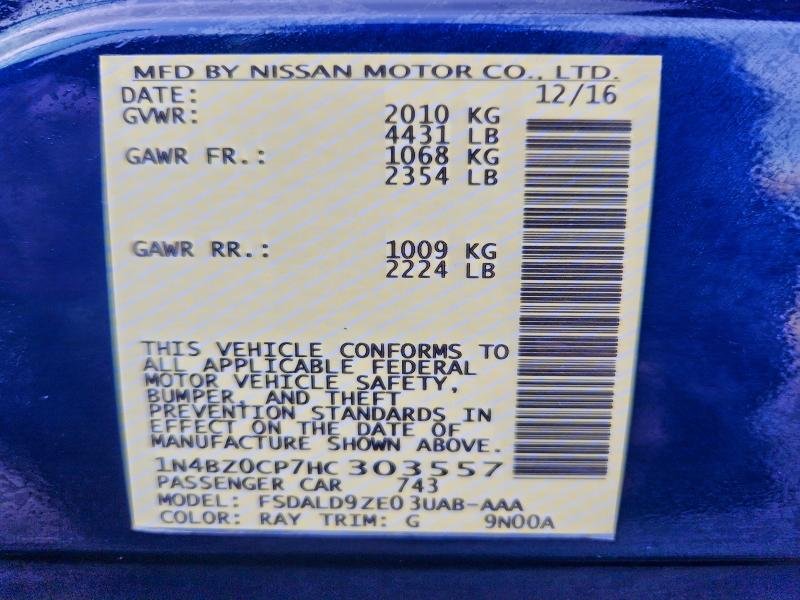 MFD BY NISSAN MOTOR CO., LTD.
DATE: 12/16
GVWR: 2010 KG
4431 LB
GAWR FR.: 1068 KG
2354 LB
GAWR RR.: 1009 KG
2224 LB
THIS VEHICLE CONFORMS TO
ALL APPLICABLE FEDERAL
MOTOR VEHICLE SAFETY,
BUMPER, AND THEFT
PREVENTION STANDARDS IN
EFFECT ON THE DATE OF
MANUFACTURE SHOWN ABOVE.
1N4BZ0CP7HC303557
PASSENGER CAR 743
MODEL: FSDALD9ZE03UAB-AAA
COLOR: RAY TRIM: G 9N00A